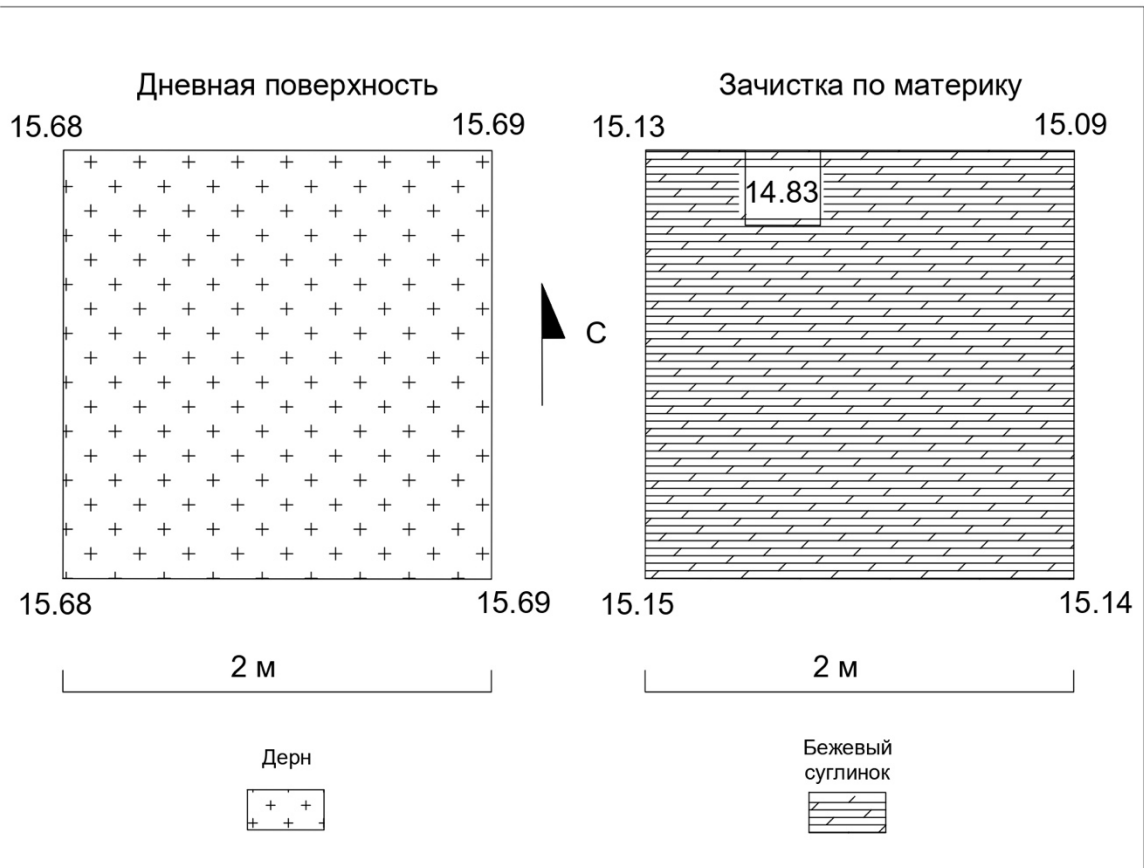 Дневная поверхность
Зачистка по материку
15.68
15.69
15.13
15.09
14.83
С
15.68
15.69
15.15
15.14
2 м
2 м
Дерн
Бежевый
суглинок